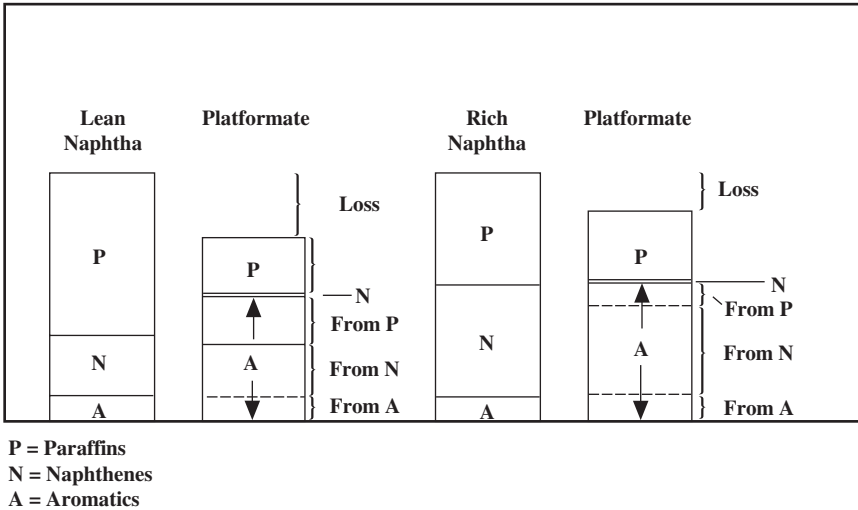 Lean
Naphtha
Platformate
Rich
Naphtha
Platformate
Loss
Loss
P
P
P
P
N
N
From P
From P
N
A
N
A
From N
From N
A
From A
A
From A
P = Paraffins
N = Naphthenes
A = Aromatics